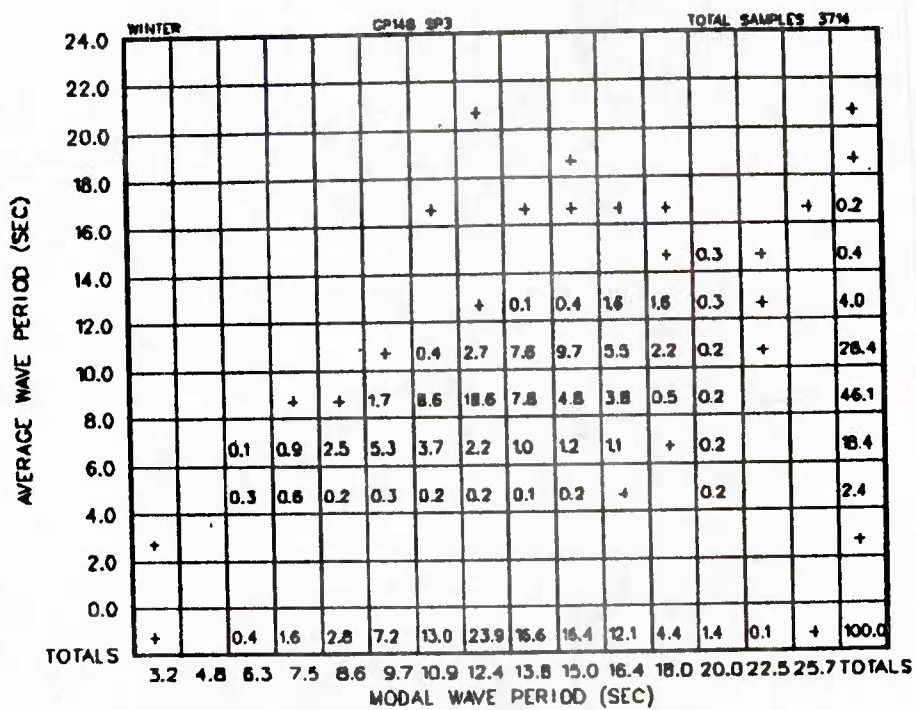 WINTER GP148 SP3 TOTAL SAMPLES 3714
24.0
22.0
+ +
20.0
+ +
18.0
+ + + + + + 0.2
16.0
+ 0.3 + 0.4
14.0
+ 0.1 0.4 1.6 1.6 0.3 + 4.0
12.0
+ 0.4 2.7 7.6 9.7 5.5 2.2 0.2 + 28.4
10.0
+ + 1.7 8.6 18.6 7.8 4.8 3.8 0.5 0.2 46.1
8.0
0.1 0.9 2.5 5.3 3.7 2.2 1.0 1.2 1.1 + 0.2 18.4
6.0
0.3 0.6 0.2 0.3 0.2 0.2 0.1 0.2 + 0.2 2.4
4.0
+ +
2.0
0.0
+ 0.4 1.6 2.8 7.2 13.0 23.9 16.6 16.4 12.1 4.4 1.4 0.1 + 100.0
TOTALS
3.2 4.8 6.3 7.5 8.6 9.7 10.9 12.4 13.8 15.0 16.4 18.0 20.0 22.5 25.7 TOTALS
MODAL WAVE PERIOD (SEC)
AVERAGE WAVE PERIOD (SEC)